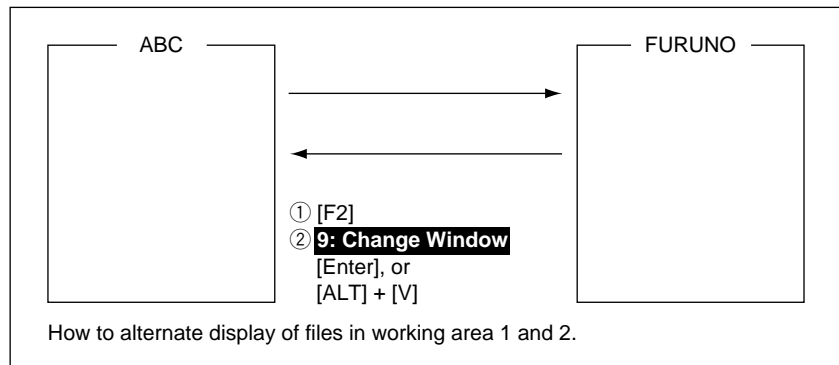 ABC
FURUNO
① [F2]
② 9: Change Window
[Enter], or
[ALT] + [V]
How to alternate display of files in working area 1 and 2.